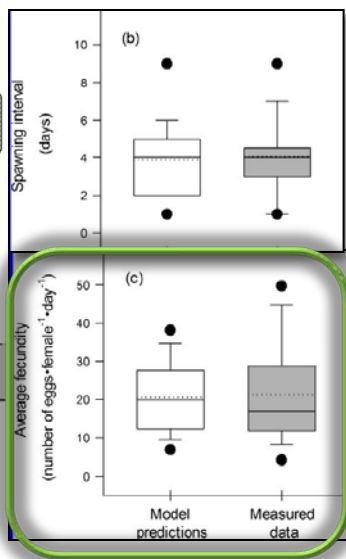 (b)
Spawning interval
(days)
10
8
6
4
2
0
(c)
Average fecundity
(number of eggs•female⁻¹•day⁻¹)
50
40
30
20
10
0
Model
predictions
Measured
data